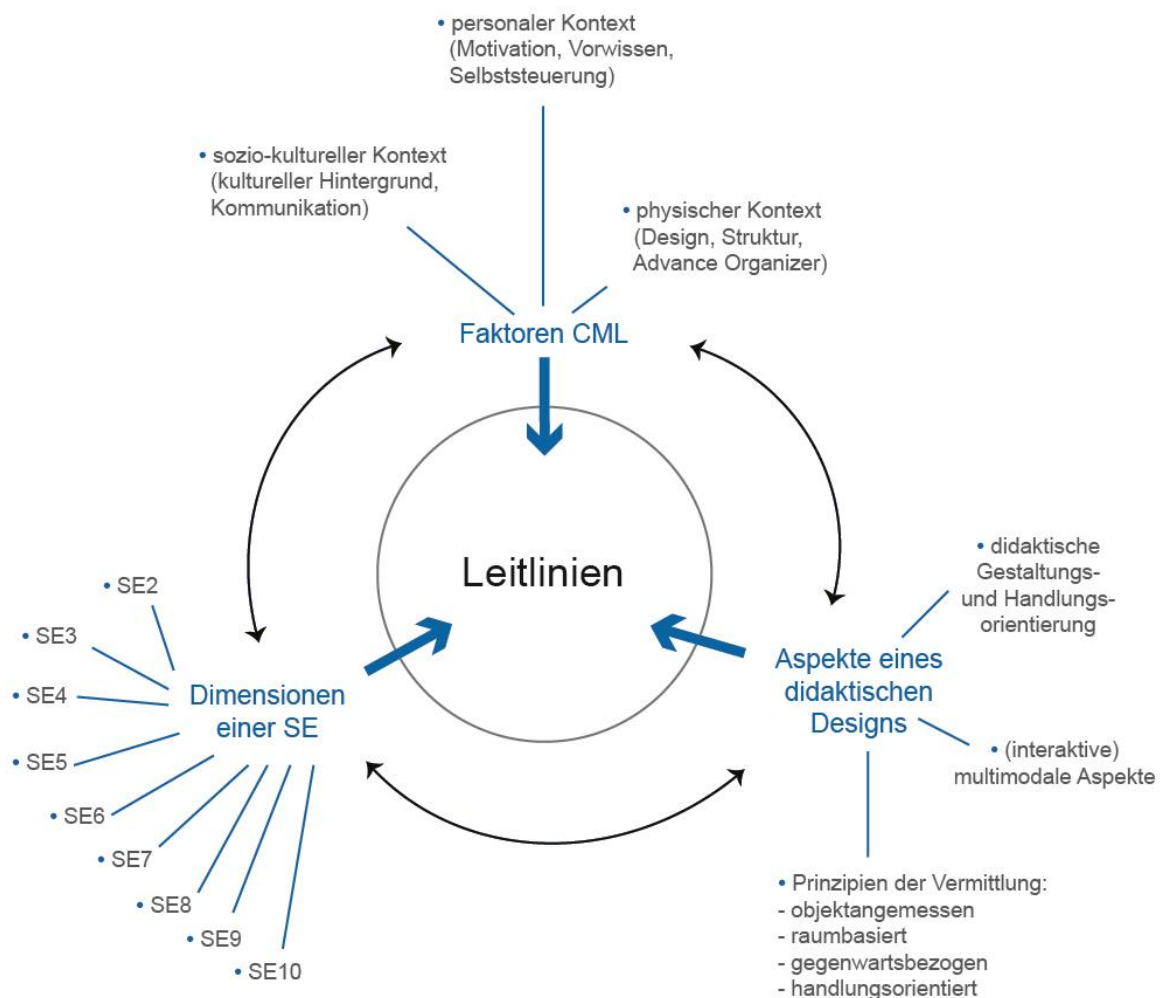 • personaler Kontext
(Motivation, Vorwissen,
Selbststeuerung)
• sozio-kultureller Kontext
(kultureller Hintergrund,
Kommunikation)
• physischer Kontext
(Design, Struktur,
Advance Organizer)
Faktoren CML
Leitlinien
• didaktische
Gestaltungs-
und Handlungs-
orientierung
Aspekte eines
didaktischen
Designs
• (interaktive)
multimodale Aspekte
• Prinzipien der Vermittlung:
- objektangemessen
- raumbasiert
- gegenwartsbezogen
- handlungsorientiert
Dimensionen
einer SE
• SE2
• SE3
• SE4
• SE5
• SE6
• SE7
• SE8
• SE9
• SE10